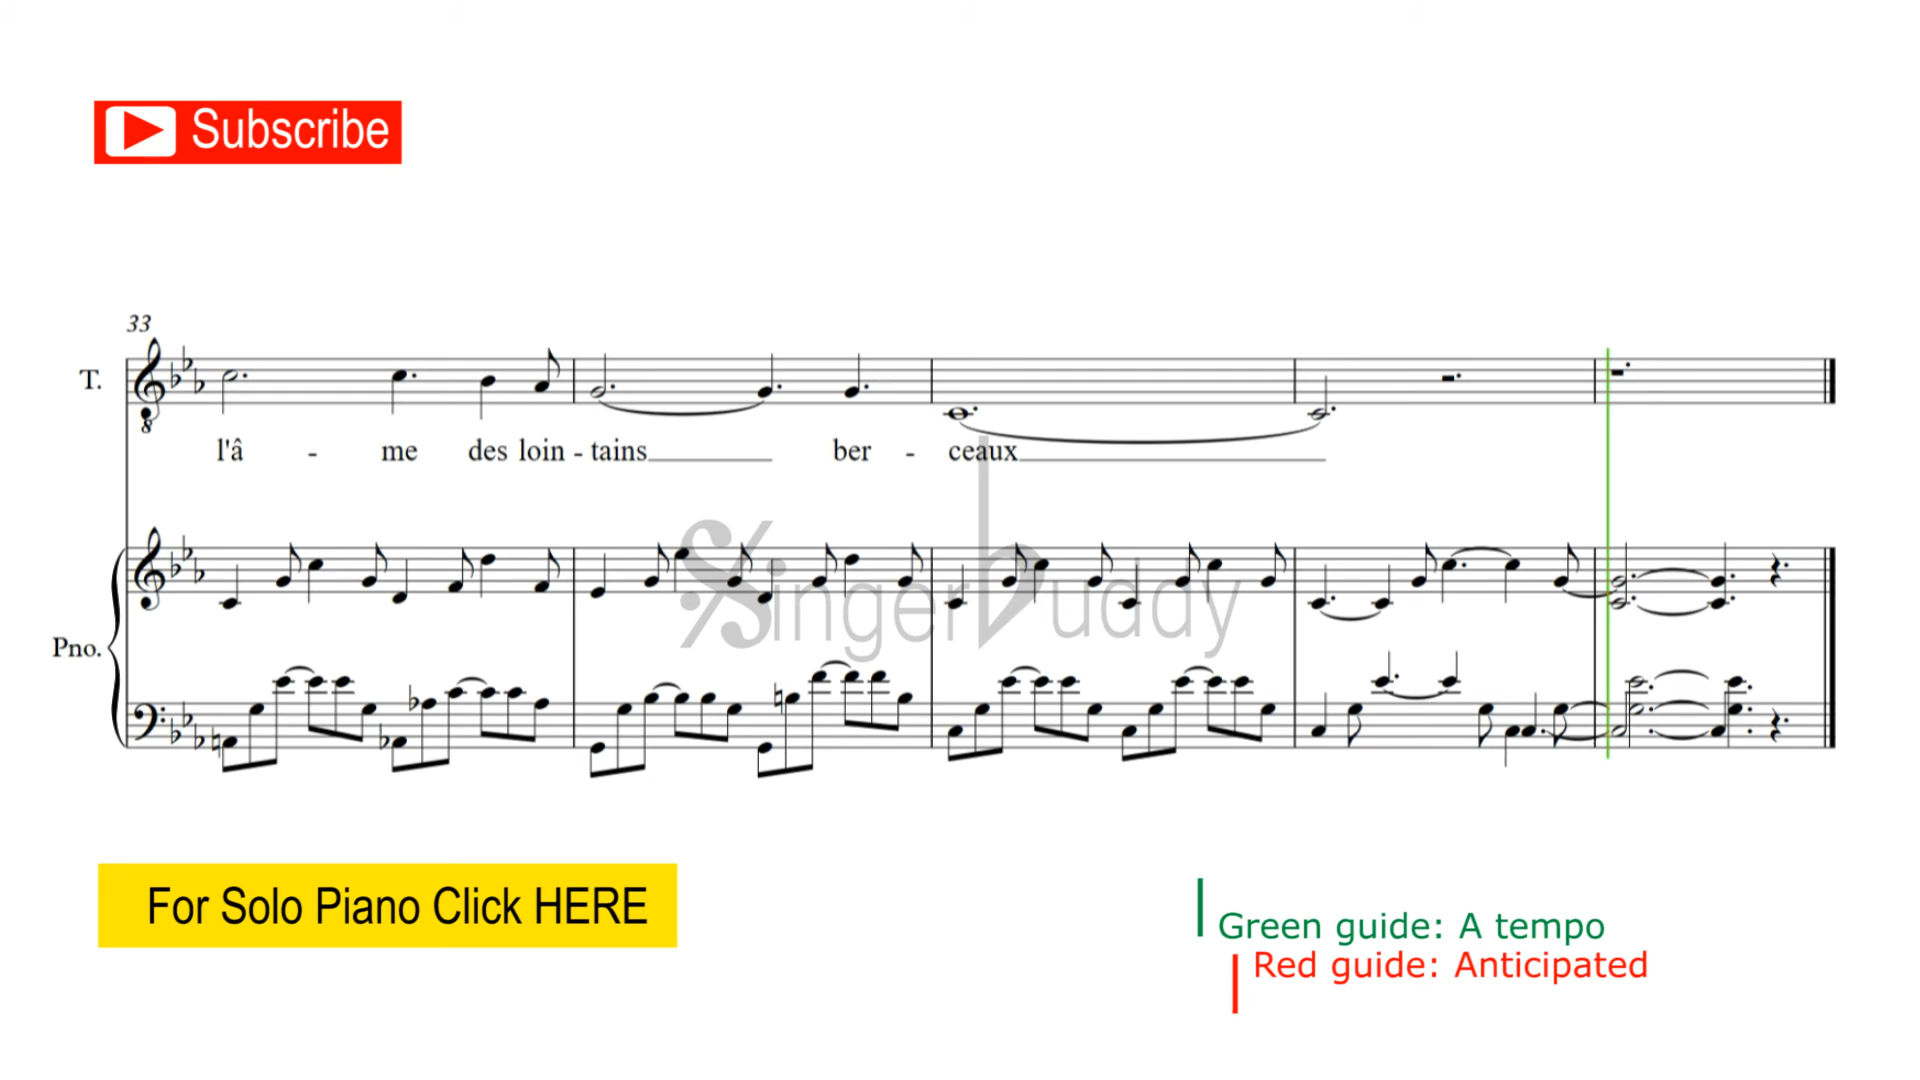 Subscribe
33
T.
8
l'â - me des loin - tains ber - ceaux
Singerbuddy
Pno.
For Solo Piano Click HERE
Green guide: A tempo
Red guide: Anticipated